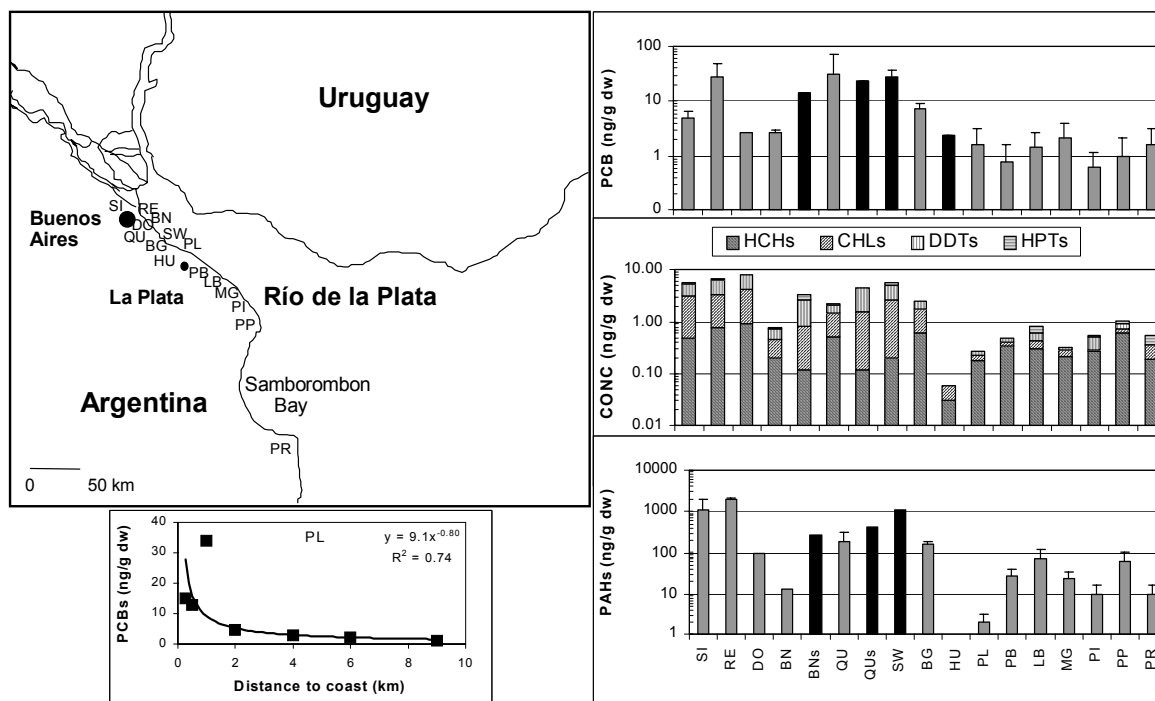 Uruguay
SI
RE
BN
Buenos
Aires
DO
QU
SW
BG
PL
HU
PB
LB
La Plata
MG
Río de la Plata
PI
PP
Samborombon
Bay
Argentina
PR
0 50 km
PCBs (ng/g dw)
40
30
20
10
0
PL
y = 9.1x-0.80
R2 = 0.74
0 2 4 6 8 10
Distance to coast (km)
PCB (ng/g dw)
100
10
1
0
HCHs CHLs DDTs HPTs
CONC (ng/g dw)
10.00
1.00
0.10
0.01
PAHs (ng/g dw)
10000
1000
100
10
1
SI RE DO BN BNs QU QUs SW BG HU PL PB LB MG PI PP PR